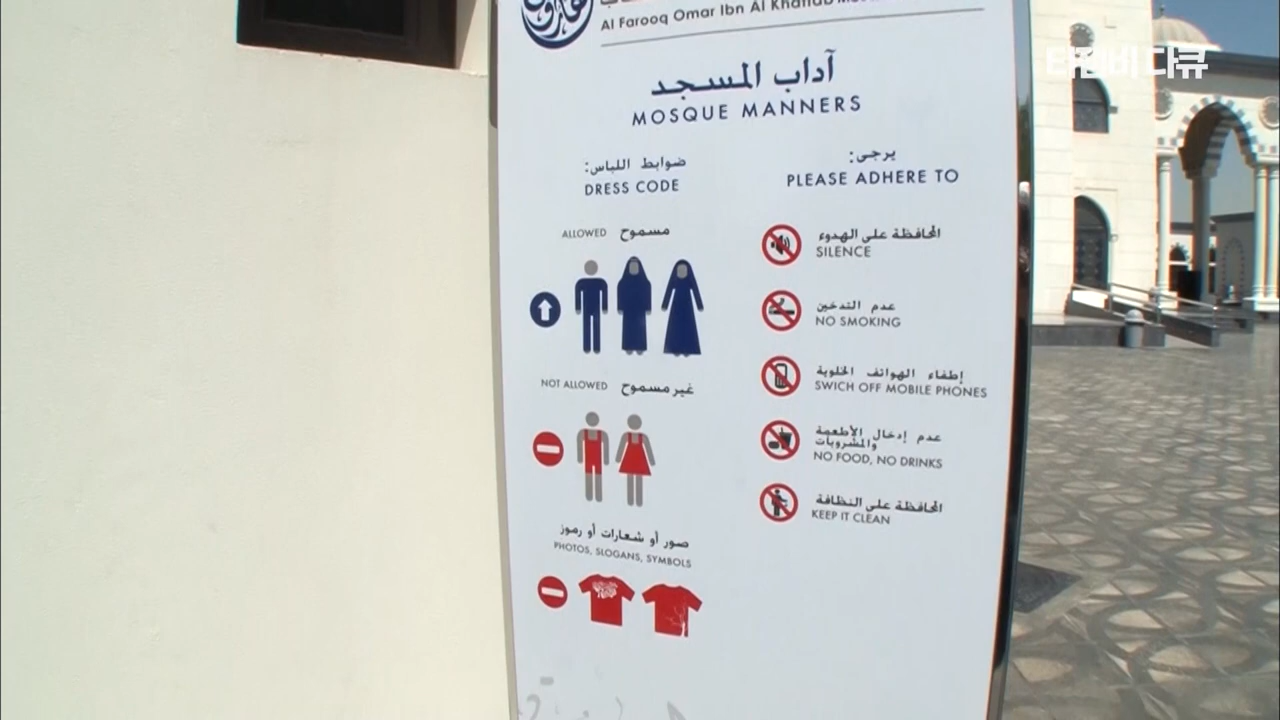 Al Farooq Omar Ibn Al Khattab
آداب المسجد
MOSQUE MANNERS
ضوابط اللباس:
DRESS CODE
ALLOWED مسموح
NOT ALLOWED غير مسموح
صور أو شعارات أو رموز
PHOTOS, SLOGANS, SYMBOLS
يرجى:
PLEASE ADHERE TO
المحافظة على الهدوء
SILENCE
عدم التدخين
NO SMOKING
إطفاء الهواتف الخلوية
SWICH OFF MOBILE PHONES
عدم إدخال الأطعمة
والمشروبات
NO FOOD, NO DRINKS
المحافظة على النظافة
KEEP IT CLEAN
다큐